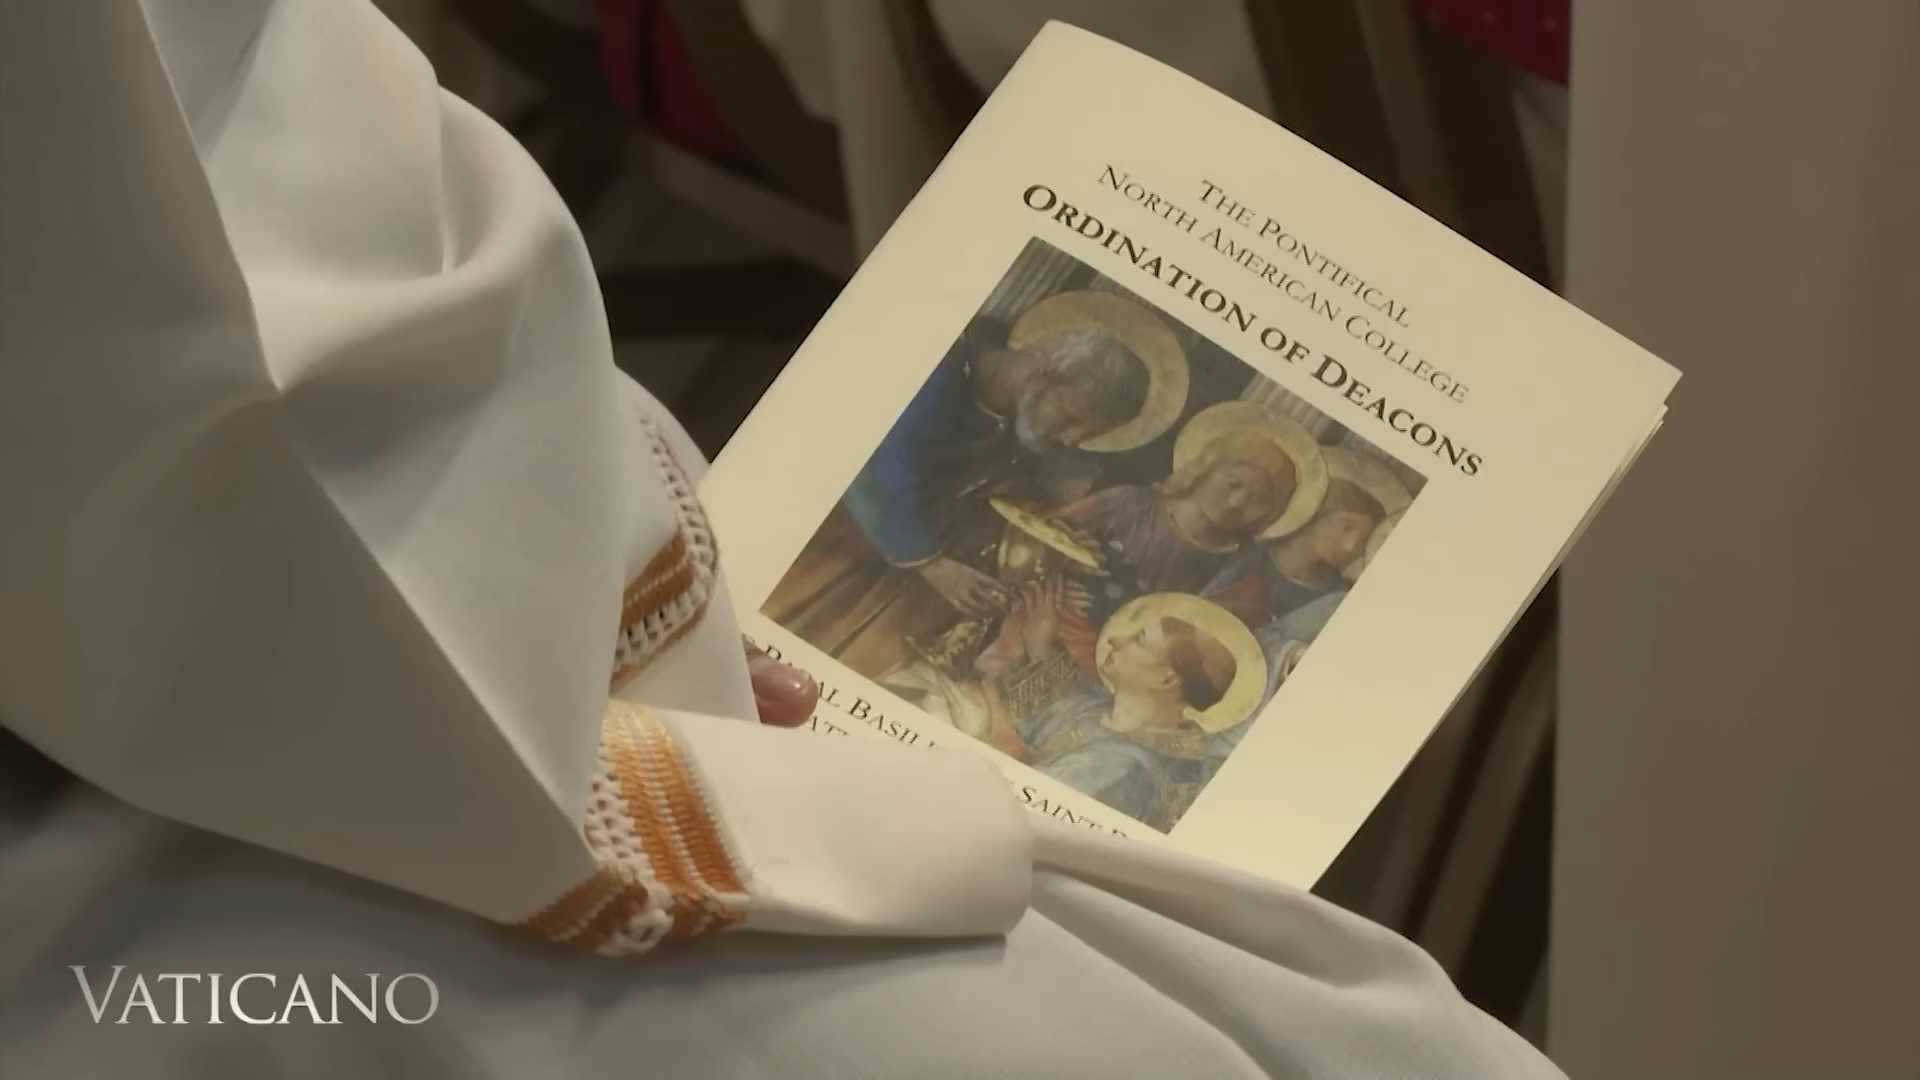 THE PONTIFICAL
NORTH AMERICAN COLLEGE
ORDINATION OF DEACONS
SAINT
VATICANO